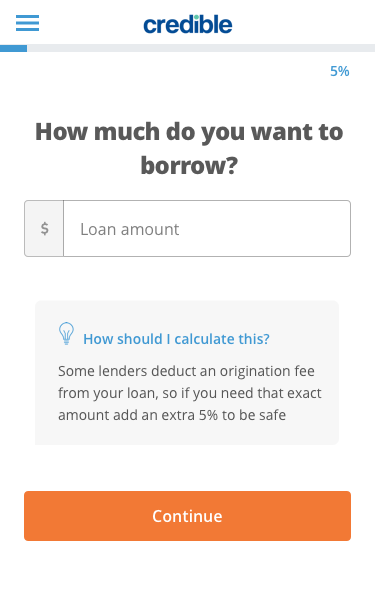 credible
5%
How much do you want to
borrow?
$
Loan amount
How should I calculate this?
Some lenders deduct an origination fee
from your loan, so if you need that exact
amount add an extra 5% to be safe
Continue